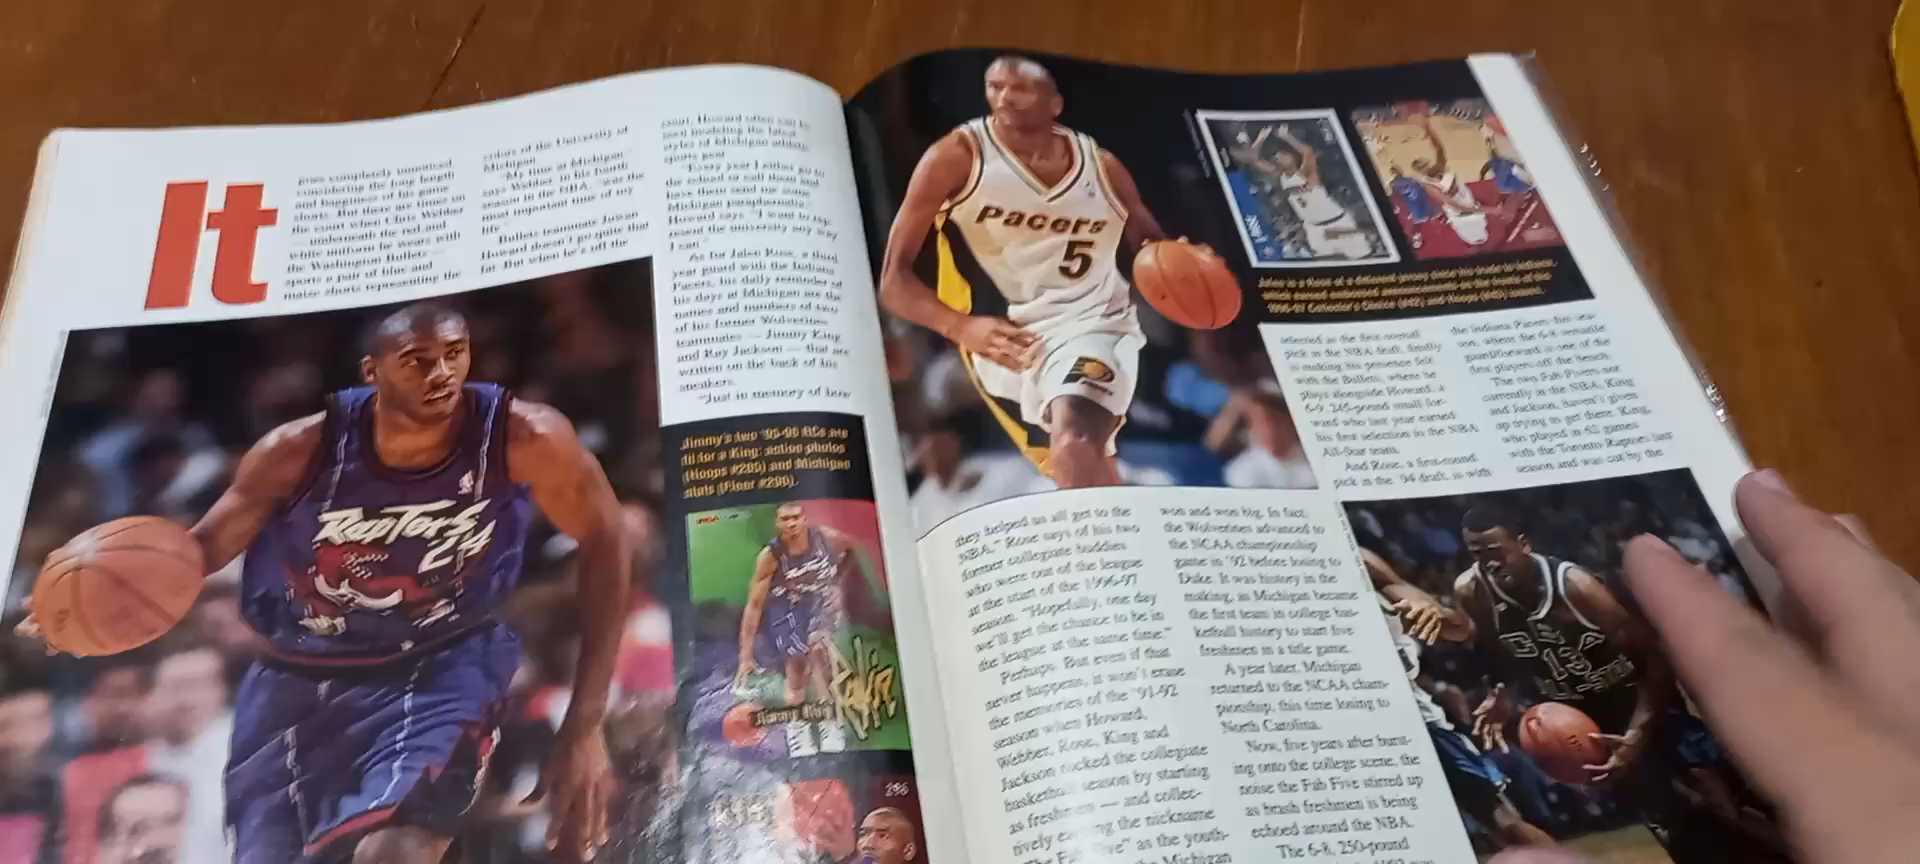 It
goes completely unnoticed
considering the long length
and bagginess of his game
shorts. But there are times on
the court when Chris Webber
— underneath the red and
white uniform he wears with
the Washington Bullets —
sports a pair of blue and
maize shorts representing the
colors of the University of
Michigan.
"My time at Michigan,"
says Webber, in his fourth
season in the NBA, "was the
most important time of my
life."
Bullets teammate Juwan
Howard doesn't go quite that
far. But when he's off the
court, Howard often can be
seen modeling the latest
styles of Michigan athletic
sports gear.
"Every year I either go to
the school or call them and
have them send me some
Michigan paraphernalia,"
Howard says. "I want to rep-
resent the university any way
I can."
As for Jalen Rose, a third-
year guard with the Indiana
Pacers, his daily reminder of
his days at Michigan are the
names and numbers of two
of his former Wolverines
teammates — Jimmy King
and Ray Jackson — that are
written on the back of his
sneakers.
"Just in memory of how
Raptors
24
Jimmy's two '95-96 RCs are
fit for a King: action photos
(Hoops #285) and Michigan
stats (Fleer #290).
Jimmy King
296
Pacers
5
Jalen is a Rose of a different jersey since his trade to Indiana,
which earned
1996-97 Collector's Choice
they helped us all get to the
NBA," Rose says of his two
former collegiate buddies
who were out of the league
at the start of the 1996-97
season. "Hopefully, one day
we'll get the chance to be in
the league at the same time."
Perhaps. But even if that
never happens, it won't erase
the memories of the '91-92
season when Howard,
Webber, Rose, King and
Jackson rocked the collegiate
basketball season by starting
as freshmen — and collec-
tively the nickname
"The Fab Five" as the youth-
Michigan
won and won big. In fact,
the Wolverines advanced to
the NCAA championship
game in '92 before losing to
Duke. It was history in the
making, as Michigan became
the first team in college bas-
ketball history to start five
freshmen in a title game.
A year later, Michigan
returned to the NCAA cham-
pionship, this time losing to
North Carolina.
Now, five years after burst-
ing onto the college scene, the
noise the Fab Five stirred up
as brash freshmen is being
echoed around the NBA.
The 6-8, 250-pound
selected as the first overall
pick in the NBA draft, finally
is making his presence felt
with the Bullets, where he
plays alongside Howard, a
6-9, 245-pound small for-
ward who last year earned
his first selection to the NBA
All-Star team.
And Rose, a first-round
pick in the '94 draft, is with
the Indiana Pacers this sea-
son, where the 6-8 versatile
guard/forward is one of the
first players off the bench.
The two Fab Fivers not
currently in the NBA, King
and Jackson, haven't given
up trying to get there. King,
who played in 62 games
with the Toronto Raptors last
season and was cut by the
13